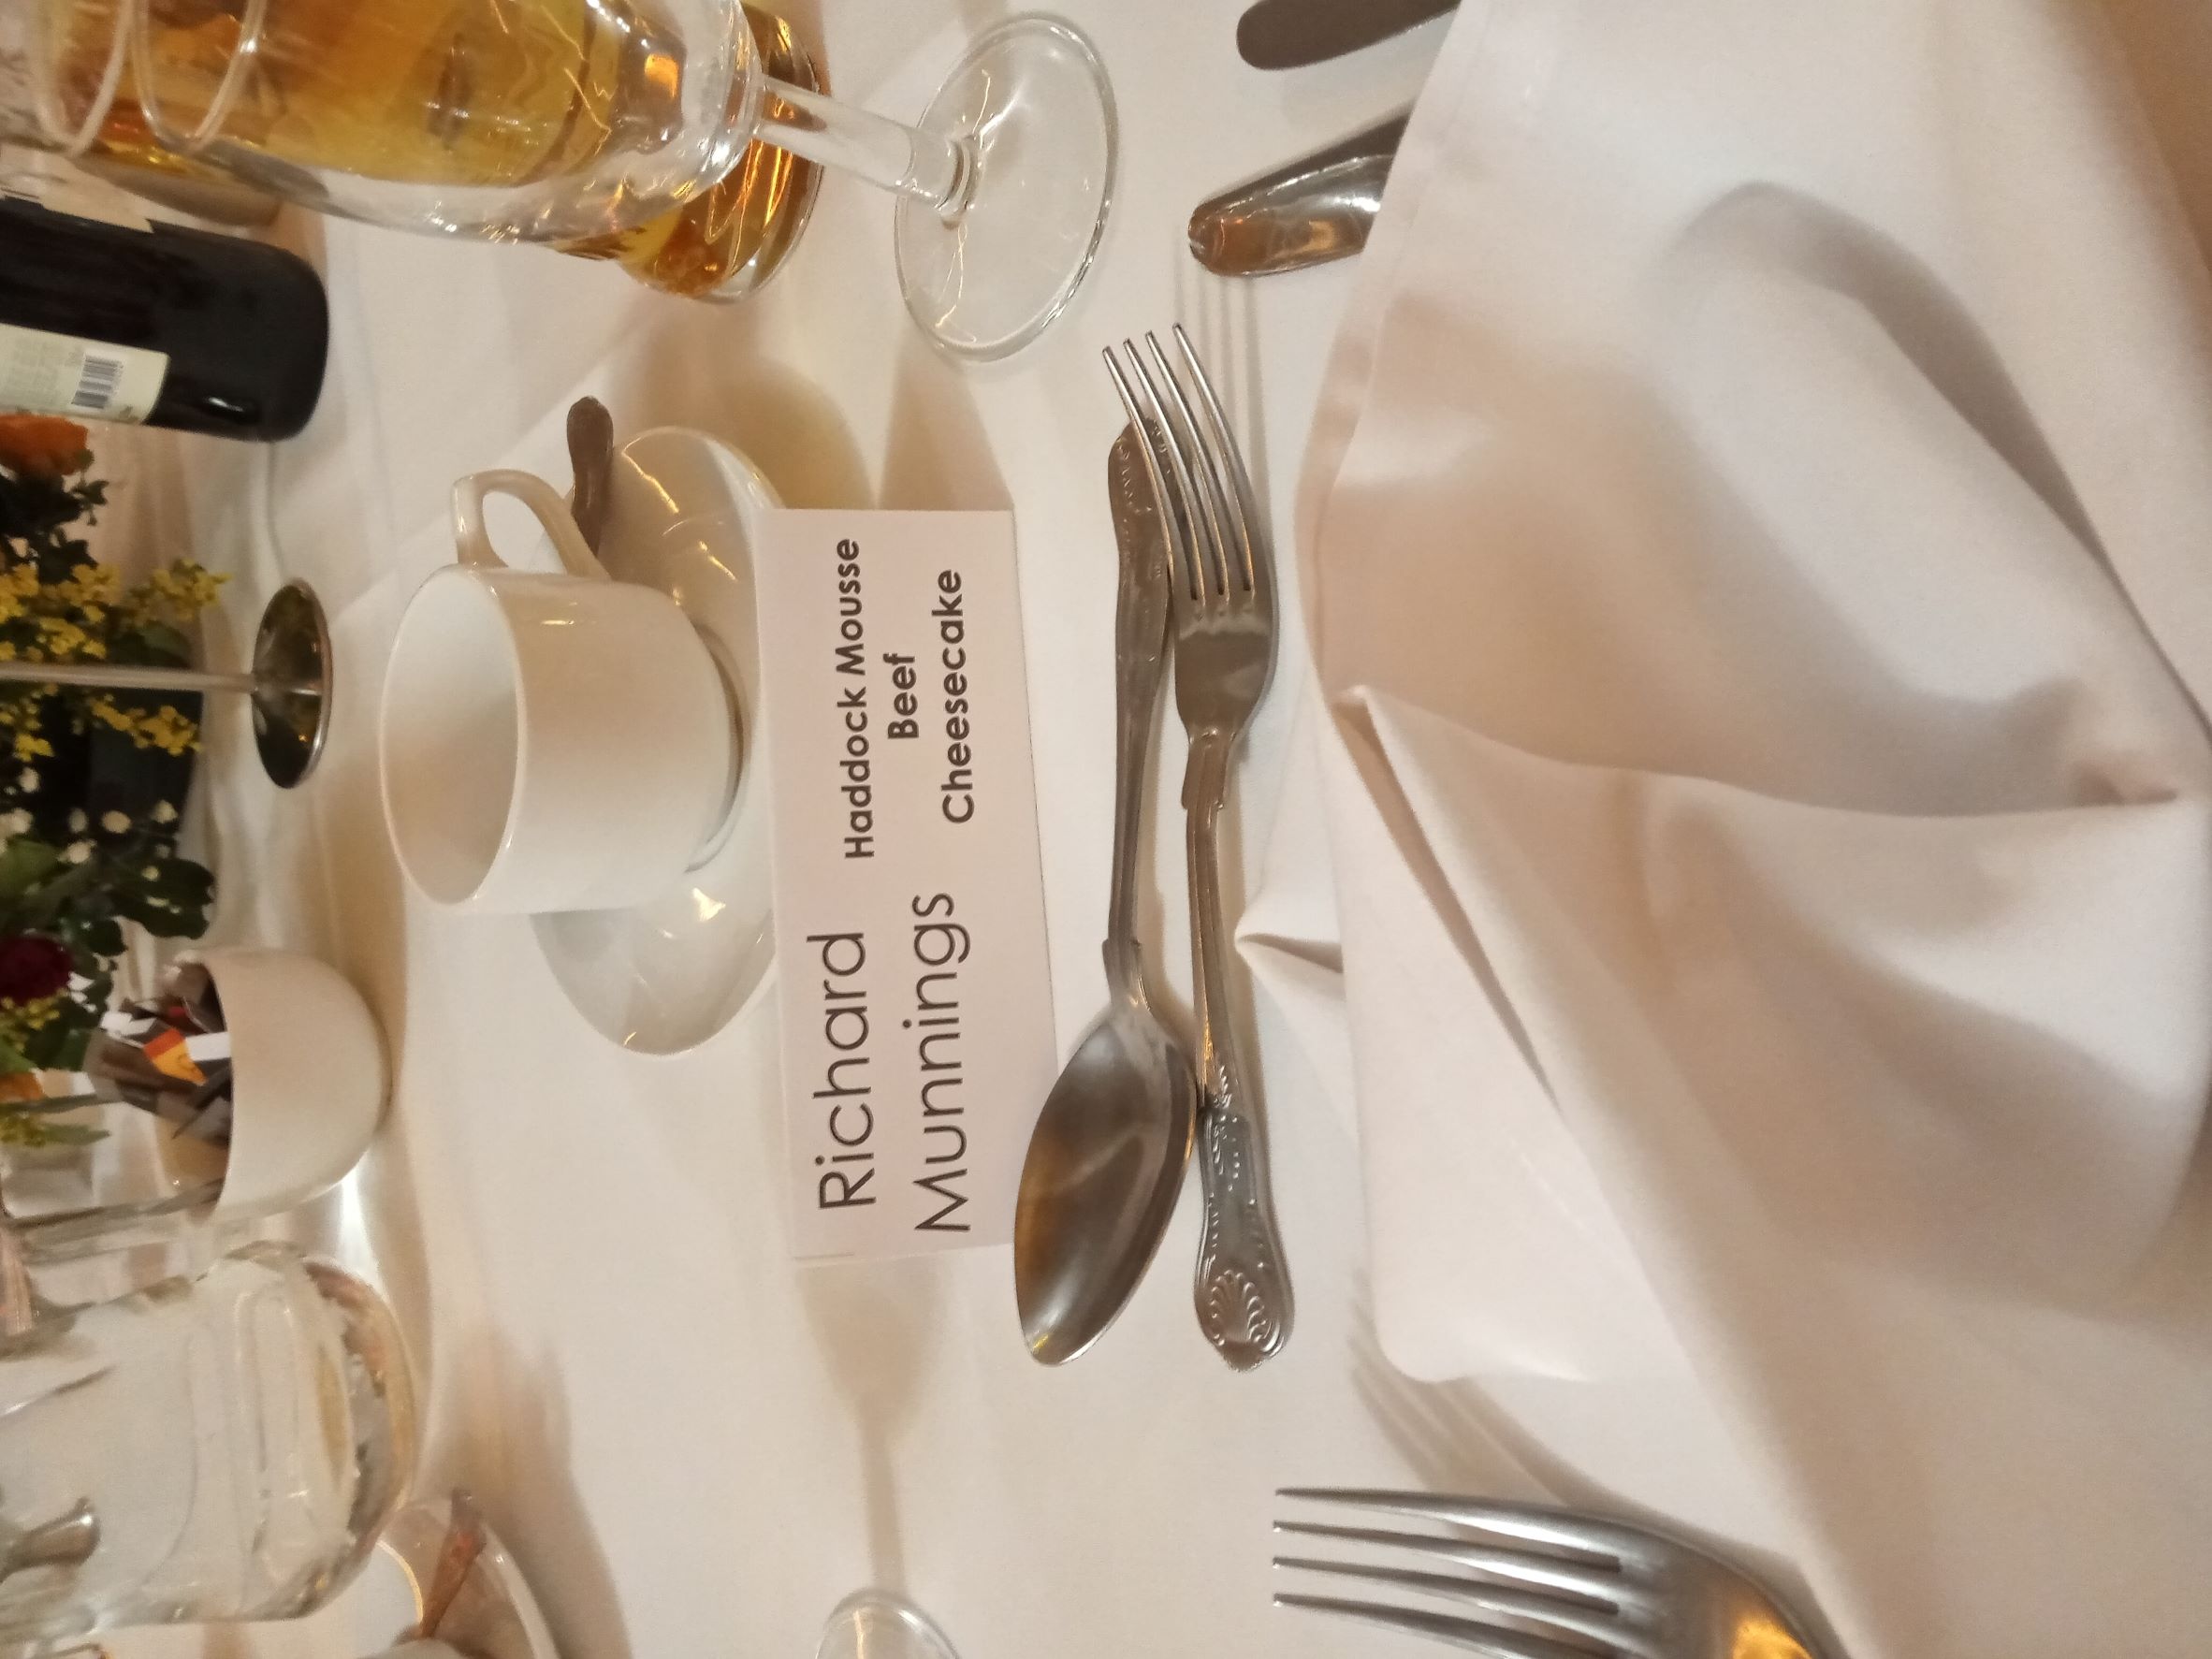 Richard
Munnings
Haddock Mousse
Beef
Cheesecake